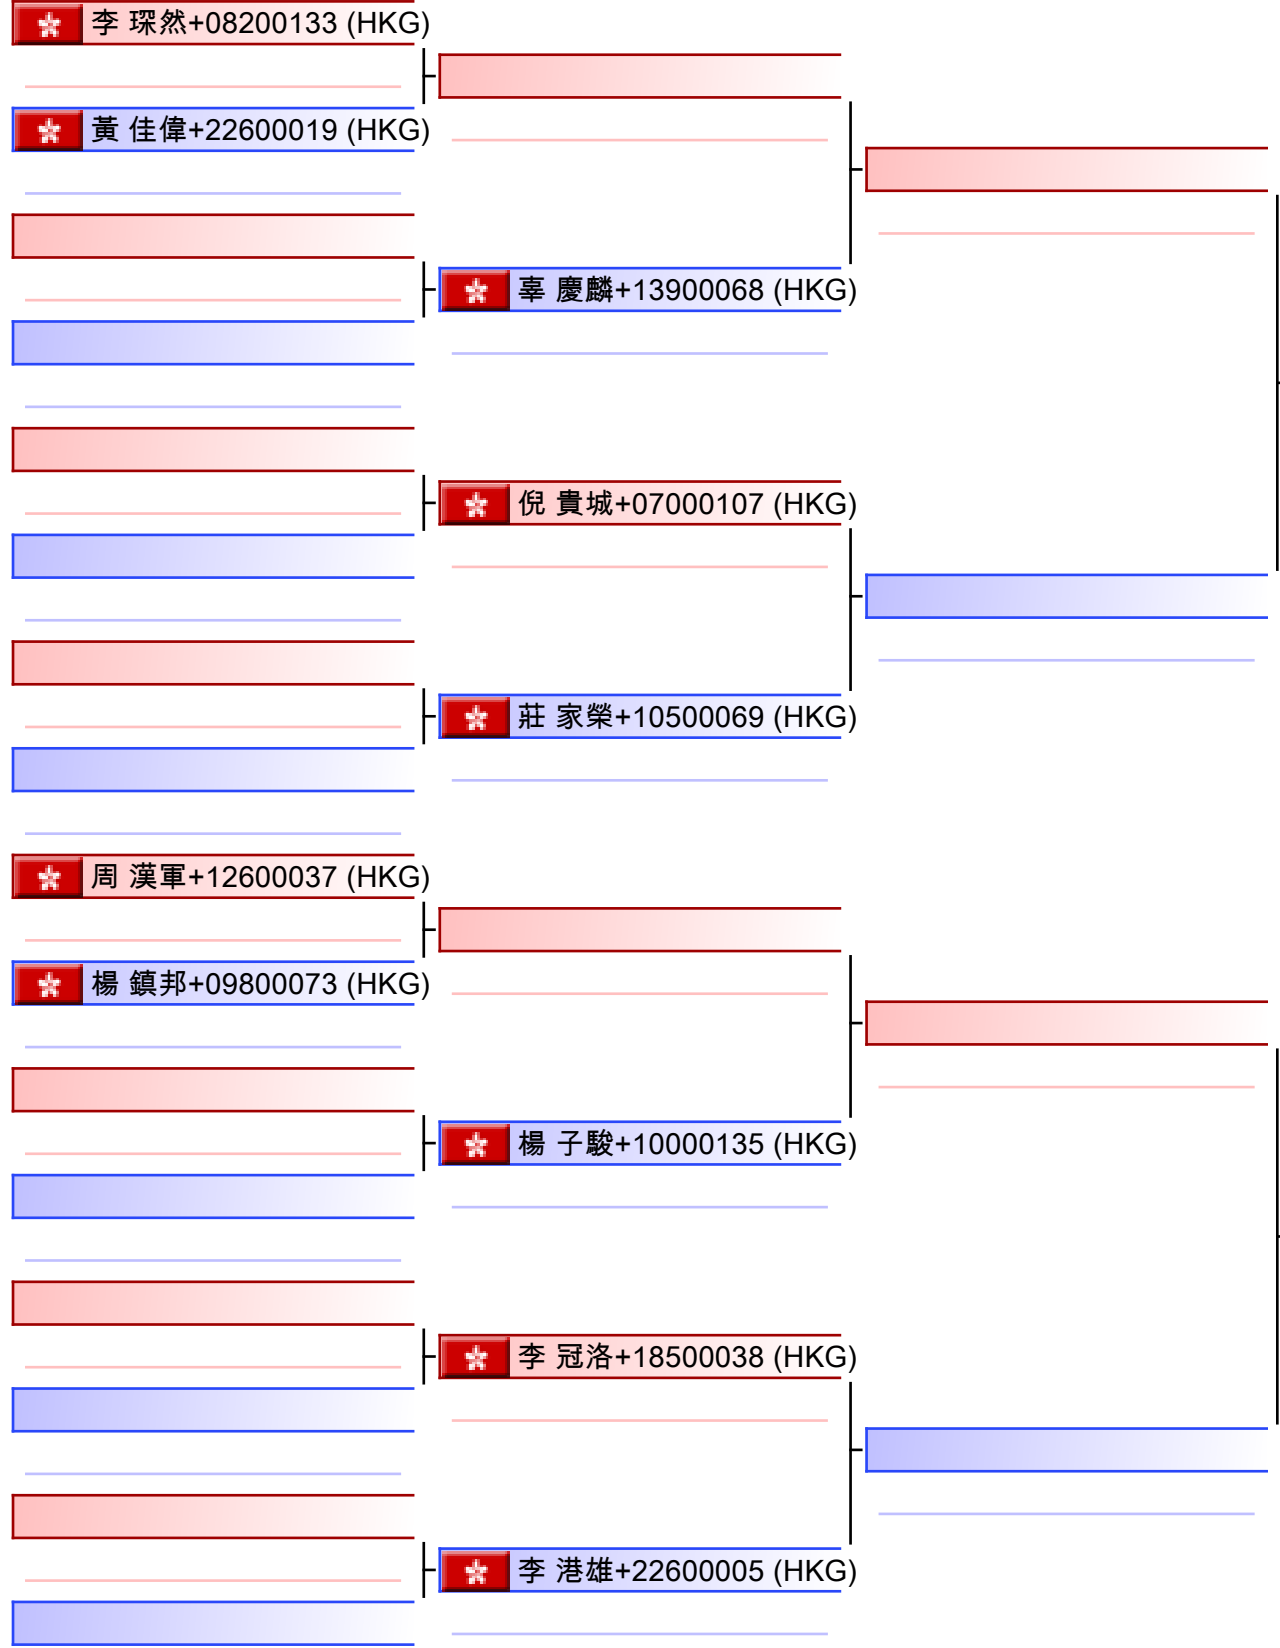 李 琛然+08200133 (HKG)
黃 佳偉+22600019 (HKG)
辜 慶麟+13900068 (HKG)
倪 貴城+07000107 (HKG)
莊 家榮+10500069 (HKG)
周 漢軍+12600037 (HKG)
楊 鎮邦+09800073 (HKG)
楊 子駿+10000135 (HKG)
李 冠洛+18500038 (HKG)
李 港雄+22600005 (HKG)